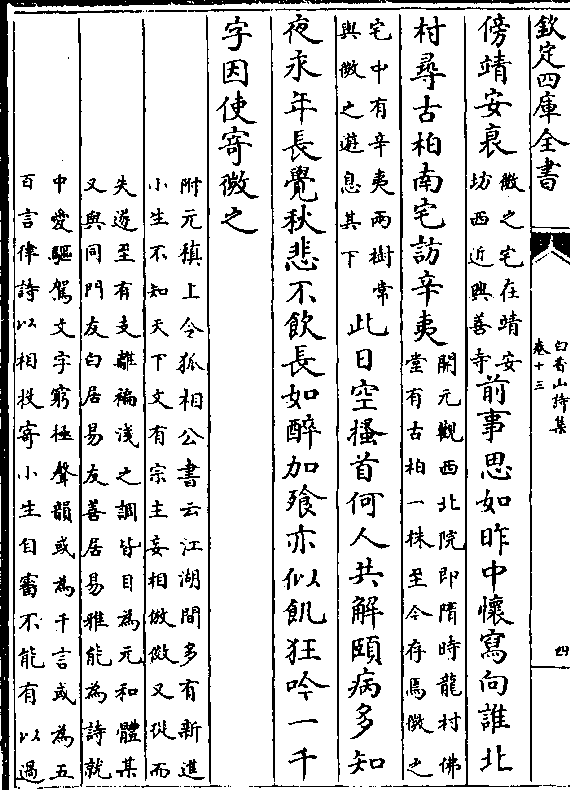 欽定四庫全書
白香山詩集
卷十三
四
傍靖安衰微之宅在靖安坊西近興善寺前事思如昨中懷寫向誰北
村尋古柏南宅訪辛夷開元觀西北院即隋時龍村佛堂有古柏一株至今存焉微之
宅中有辛夷兩樹常與微之遊息其下此日空搔首何人共解頤病多知
夜永年長覺秋悲不飲長如醉加飱亦似飢狂吟一千
字因使寄微之
附元稹上令狐相公書云江湖間多有新進
小生不知天下文有宗主妄相倣傚又從而
失遂至有支離褊淺之調皆目為元和體某
又與同門友白居易友善居易雅能為詩就
中愛驅駕文字窮極聲韻或為千言或為五
百言律詩以相投寄小生自審不能有以過